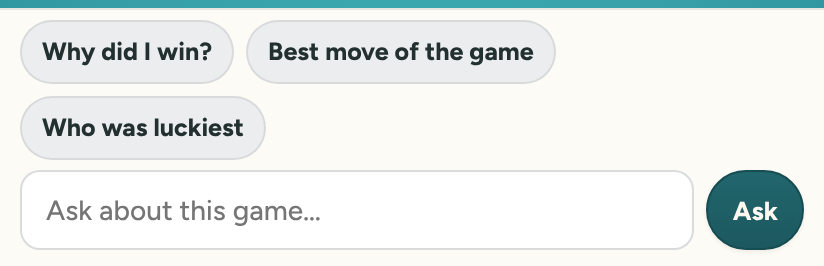 Why did I win?
Best move of the game
Who was luckiest
Ask about this game...
Ask